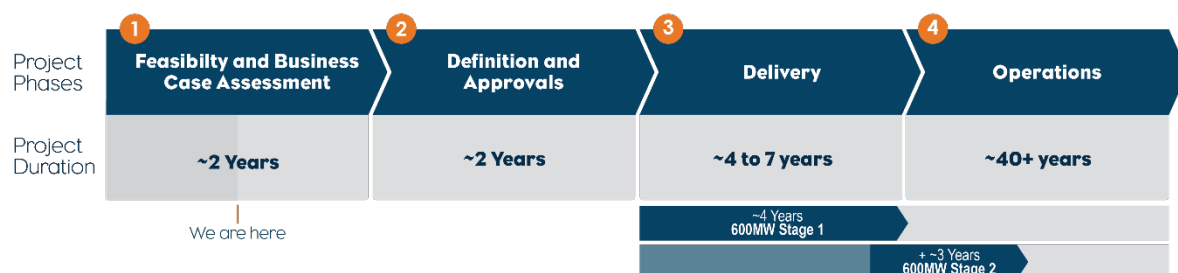 1
2
3
4
Project
Phases
Feasibilty and Business
Case Assessment
Definition and
Approvals
Delivery
Operations
Project
Duration
~2 Years
~2 Years
~4 to 7 years
~40+ years
We are here
~4 Years
600MW Stage 1
+ ~3 Years
600MW Stage 2